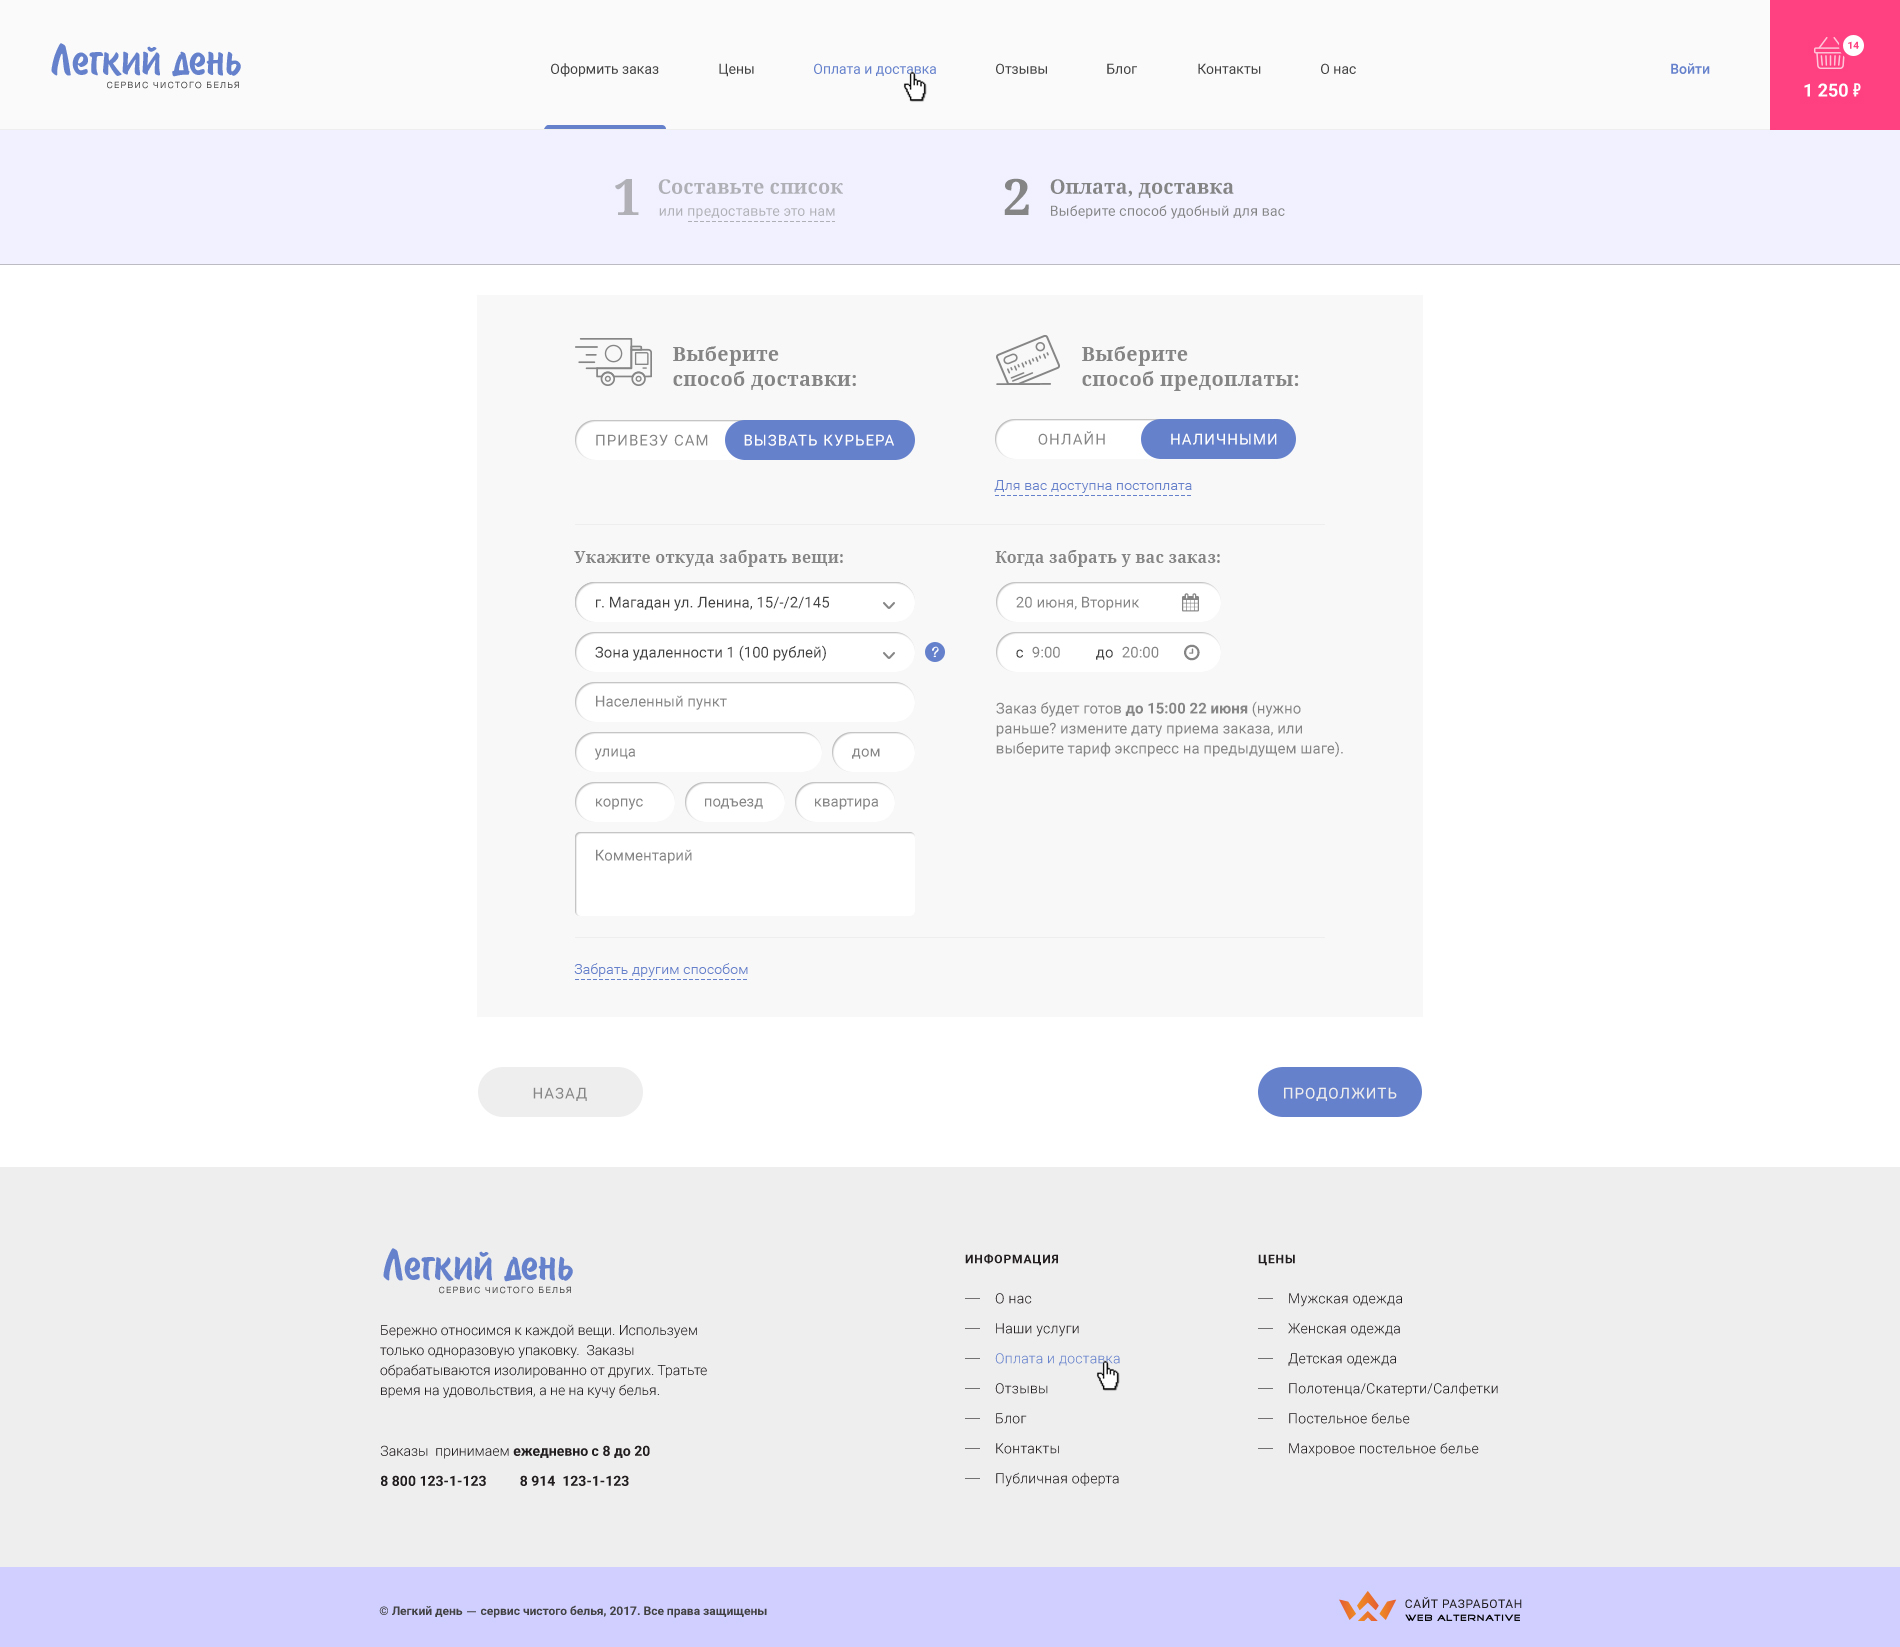 Легкий день
СЕРВИС ЧИСТОГО БЕЛЬЯ
Оформить заказ
Цены
Оплата и доставка
Отзывы
Блог
Контакты
О нас
Войти
14
1 250 ₽
1
Составьте список
или предоставьте это нам
2
Оплата, доставка
Выберите способ удобный для вас
Выберите
способ доставки:
ПРИВЕЗУ САМ
ВЫЗВАТЬ КУРЬЕРА
Выберите
способ предоплаты:
ОНЛАЙН
НАЛИЧНЫМИ
Для вас доступна постоплата
Укажите откуда забрать вещи:
г. Магадан ул. Ленина, 15/-/2/145
Зона удаленности 1 (100 рублей)
?
Населенный пункт
улица
дом
корпус
подъезд
квартира
Комментарий
Когда забрать у вас заказ:
20 июня, Вторник
с 9:00 до 20:00
Заказ будет готов до 15:00 22 июня (нужно
раньше? измените дату приема заказа, или
выберите тариф экспресс на предыдущем шаге).
Забрать другим способом
НАЗАД
ПРОДОЛЖИТЬ
Легкий день
СЕРВИС ЧИСТОГО БЕЛЬЯ
Бережно относимся к каждой вещи. Используем
только одноразовую упаковку. Заказы
обрабатываются изолированно от других. Тратьте
время на удовольствия, а не на кучу белья.
Заказы принимаем ежедневно с 8 до 20
8 800 123-1-123 8 914 123-1-123
ИНФОРМАЦИЯ
— О нас
— Наши услуги
— Оплата и доставка
— Отзывы
— Блог
— Контакты
— Публичная оферта
ЦЕНЫ
— Мужская одежда
— Женская одежда
— Детская одежда
— Полотенца/Скатерти/Салфетки
— Постельное белье
— Махровое постельное белье
© Легкий день — сервис чистого белья, 2017. Все права защищены
САЙТ РАЗРАБОТАН
WEB ALTERNATIVE